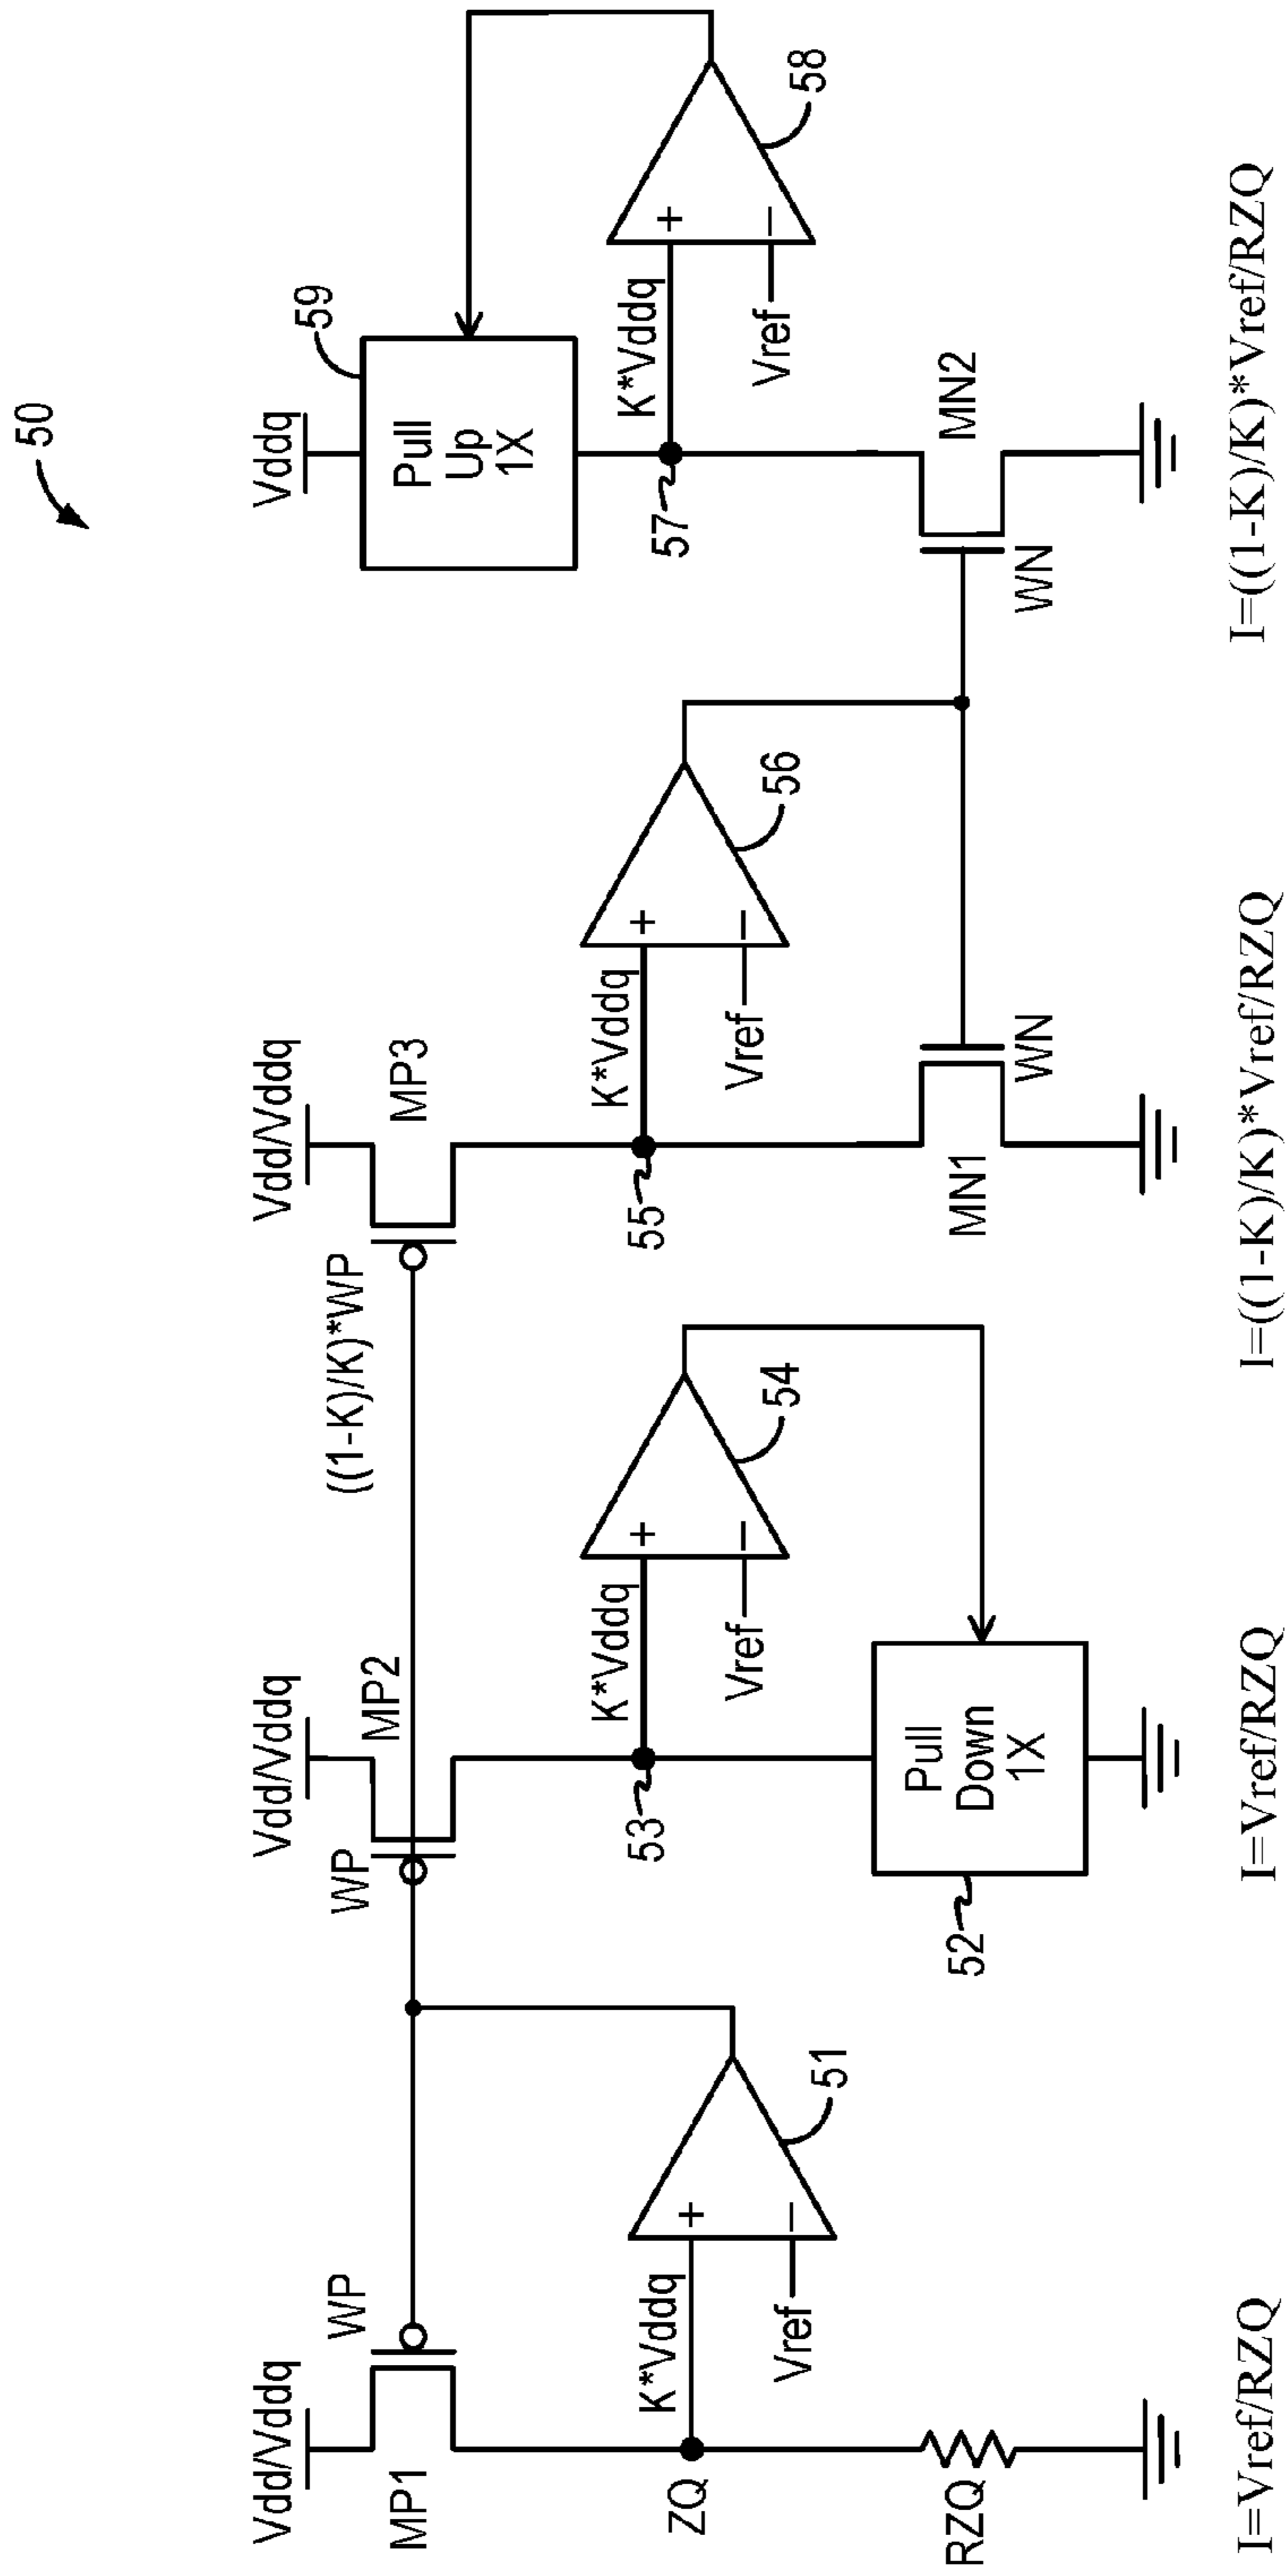 50
Vdd/Vddq
MP1
WP
K*Vddq
ZQ
+
−
Vref
51
RZQ
I=Vref/RZQ
Vdd/Vddq
WP
MP2
53
K*Vddq
+
−
Vref
54
Pull
Down
1X
52
I=Vref/RZQ
Vdd/Vddq
MP3
((1-K)/K)*WP
55
K*Vddq
+
−
Vref
56
MN1
WN
I=((1-K)/K)*Vref/RZQ
Vddq
59
Pull
Up
1X
57
K*Vddq
+
−
Vref
58
MN2
WN
I=((1-K)/K)*Vref/RZQ